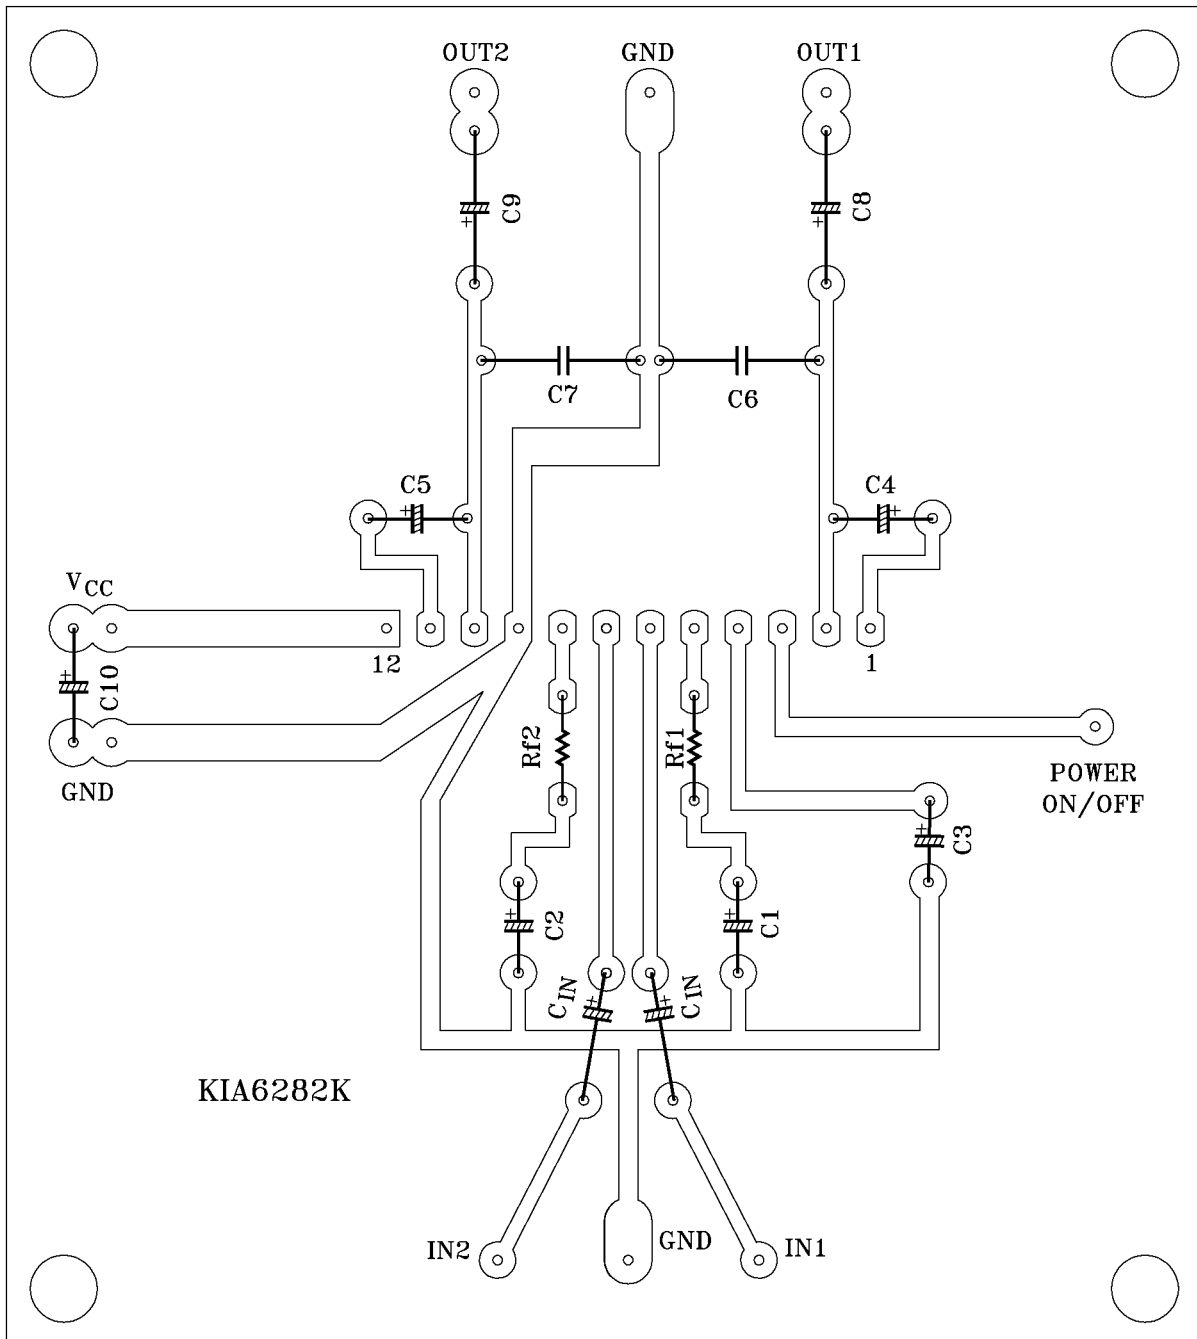 OUT2
GND
OUT1
C9
C8
C7
C6
C5
C4
VCC
12
1
C10
Rf2
Rf1
GND
POWER
ON/OFF
C3
C2
C1
CIN
CIN
KIA6282K
IN2
GND
IN1